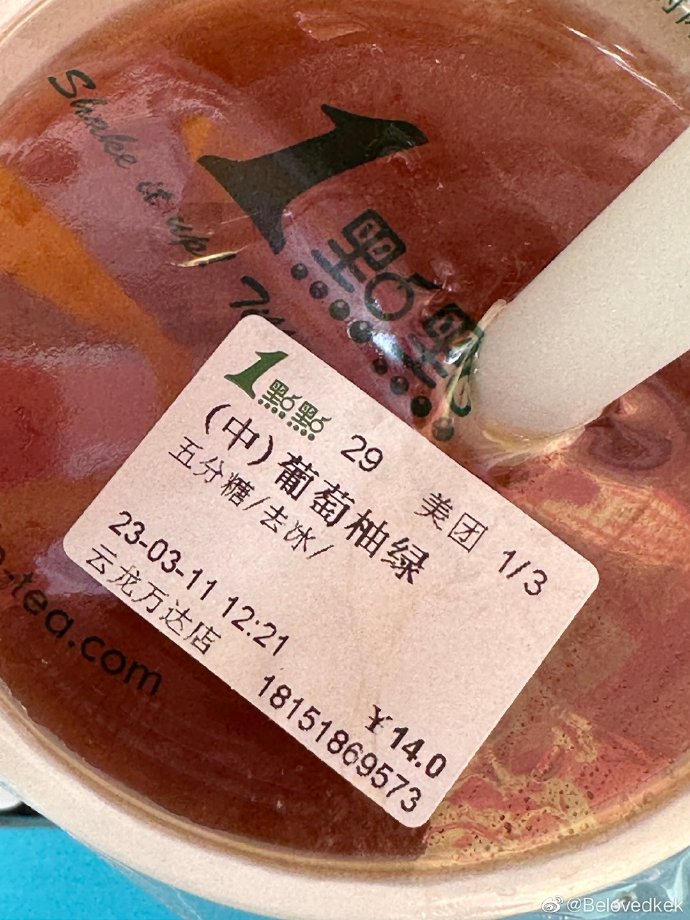 Shake it up!
1點點
1點點 29 美团 1/3
(中)葡萄柚绿
五分糖/去冰/
23-03-11 12:21
云龙万达店
¥14.0
18151869573
-tea.com
@Belovedkek